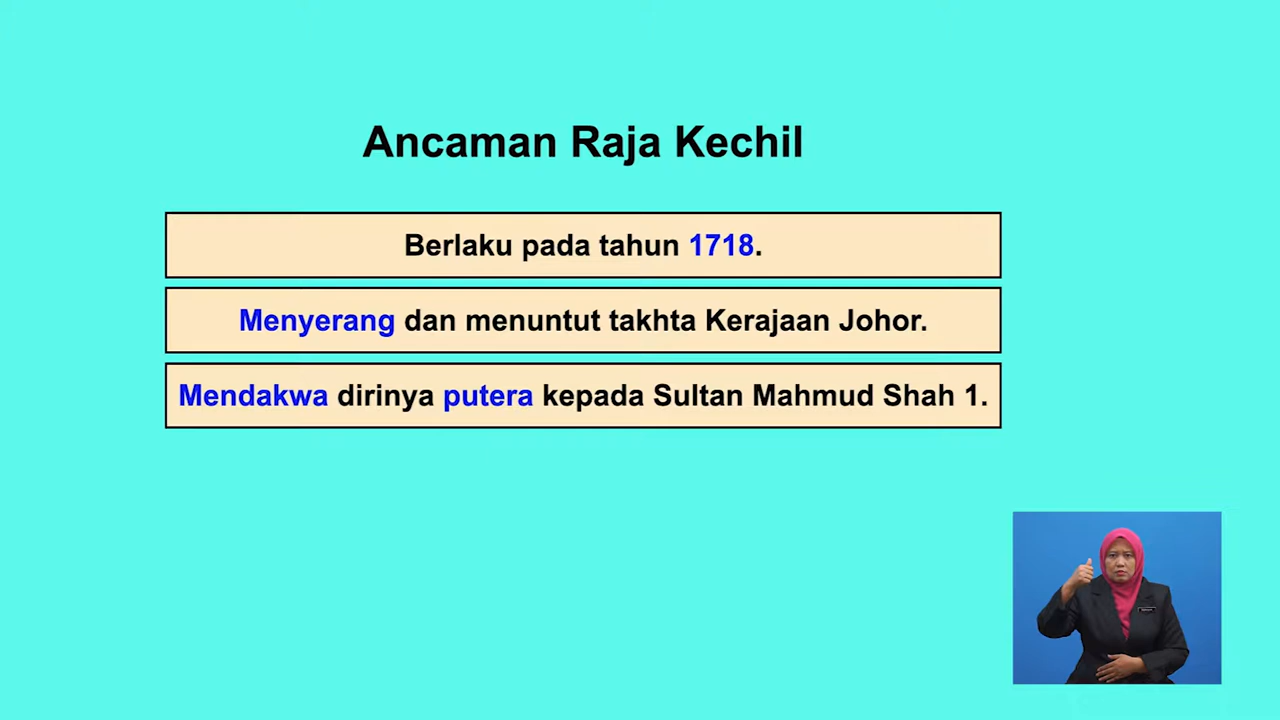 Ancaman Raja Kechil
Berlaku pada tahun 1718.
Menyerang dan menuntut takhta Kerajaan Johor.
Mendakwa dirinya putera kepada Sultan Mahmud Shah 1.